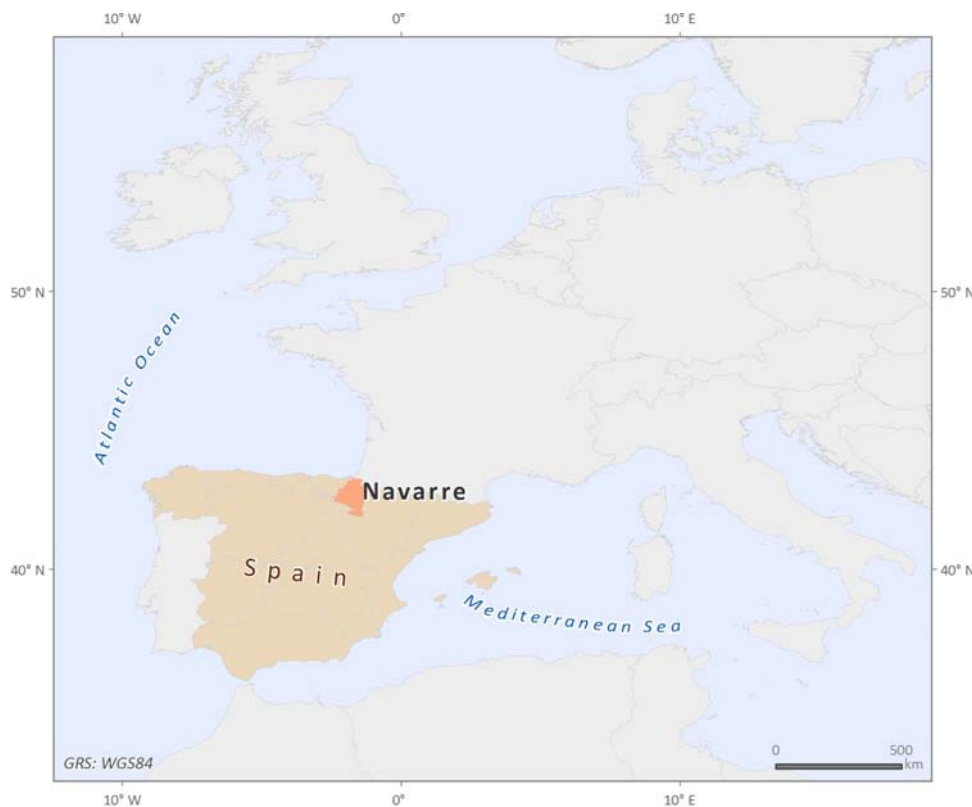 10° W 0° 10° E
50° N 50° N
Atlantic Ocean
Navarre
Spain
40° N 40° N
Mediterranean Sea
0 500
km
GRS: WGS84
10° W 0° 10° E